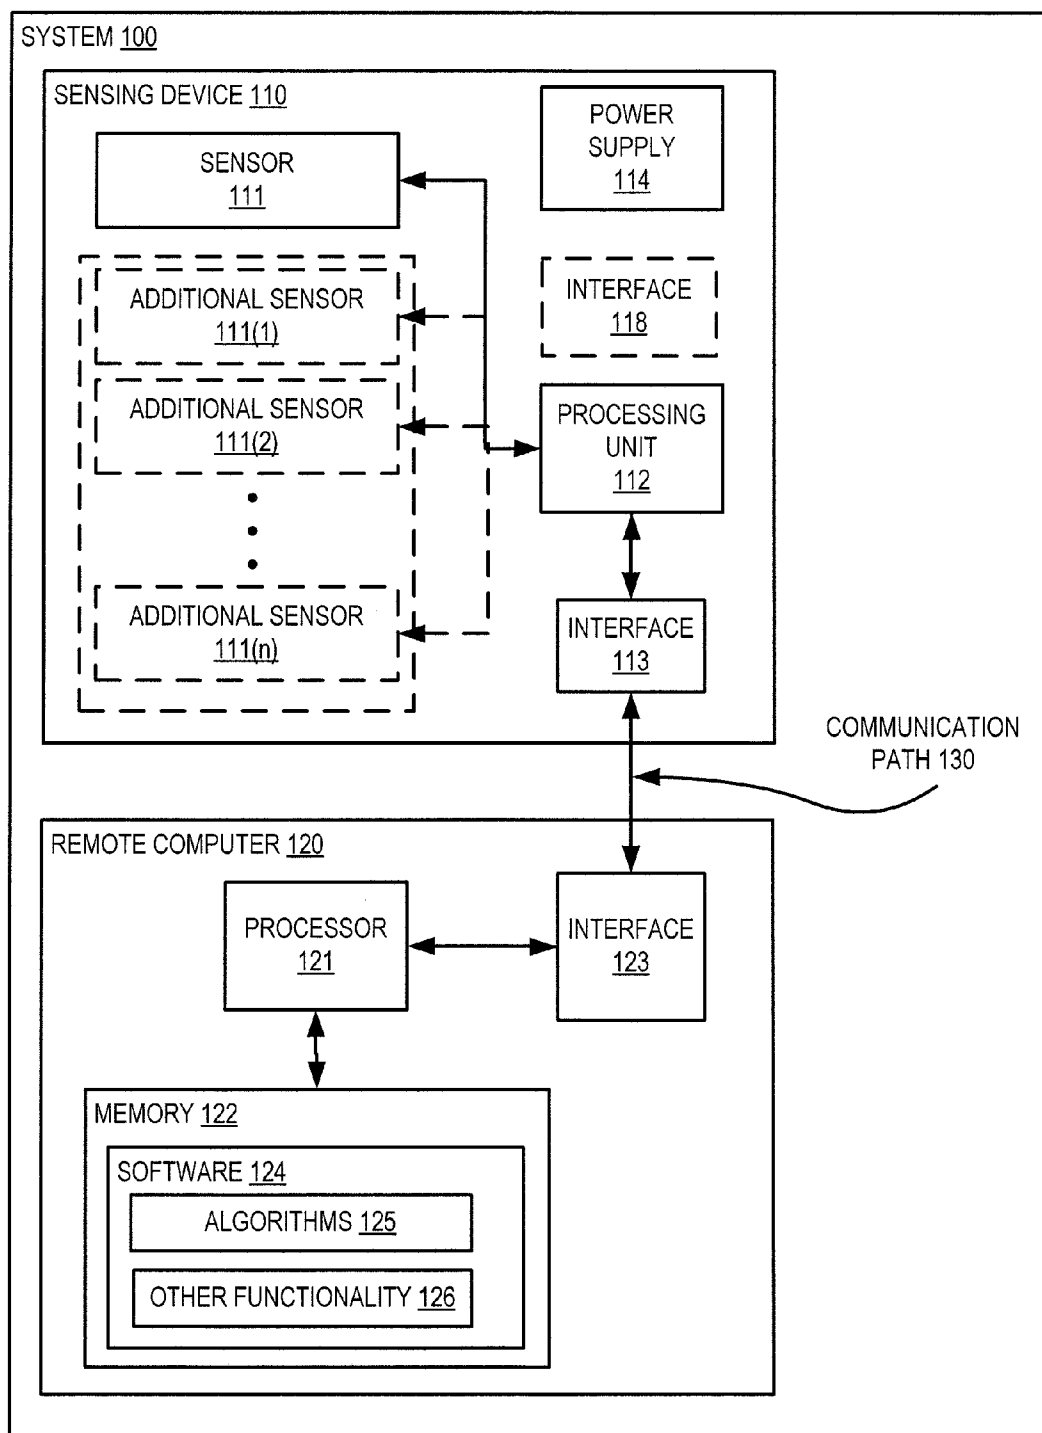 SYSTEM 100
SENSING DEVICE 110
POWER
SUPPLY
114
SENSOR
111
ADDITIONAL SENSOR
111(1)
INTERFACE
118
ADDITIONAL SENSOR
111(2)
PROCESSING
UNIT
112
ADDITIONAL SENSOR
111(n)
INTERFACE
113
COMMUNICATION
PATH 130
REMOTE COMPUTER 120
PROCESSOR
121
INTERFACE
123
MEMORY 122
SOFTWARE 124
ALGORITHMS 125
OTHER FUNCTIONALITY 126